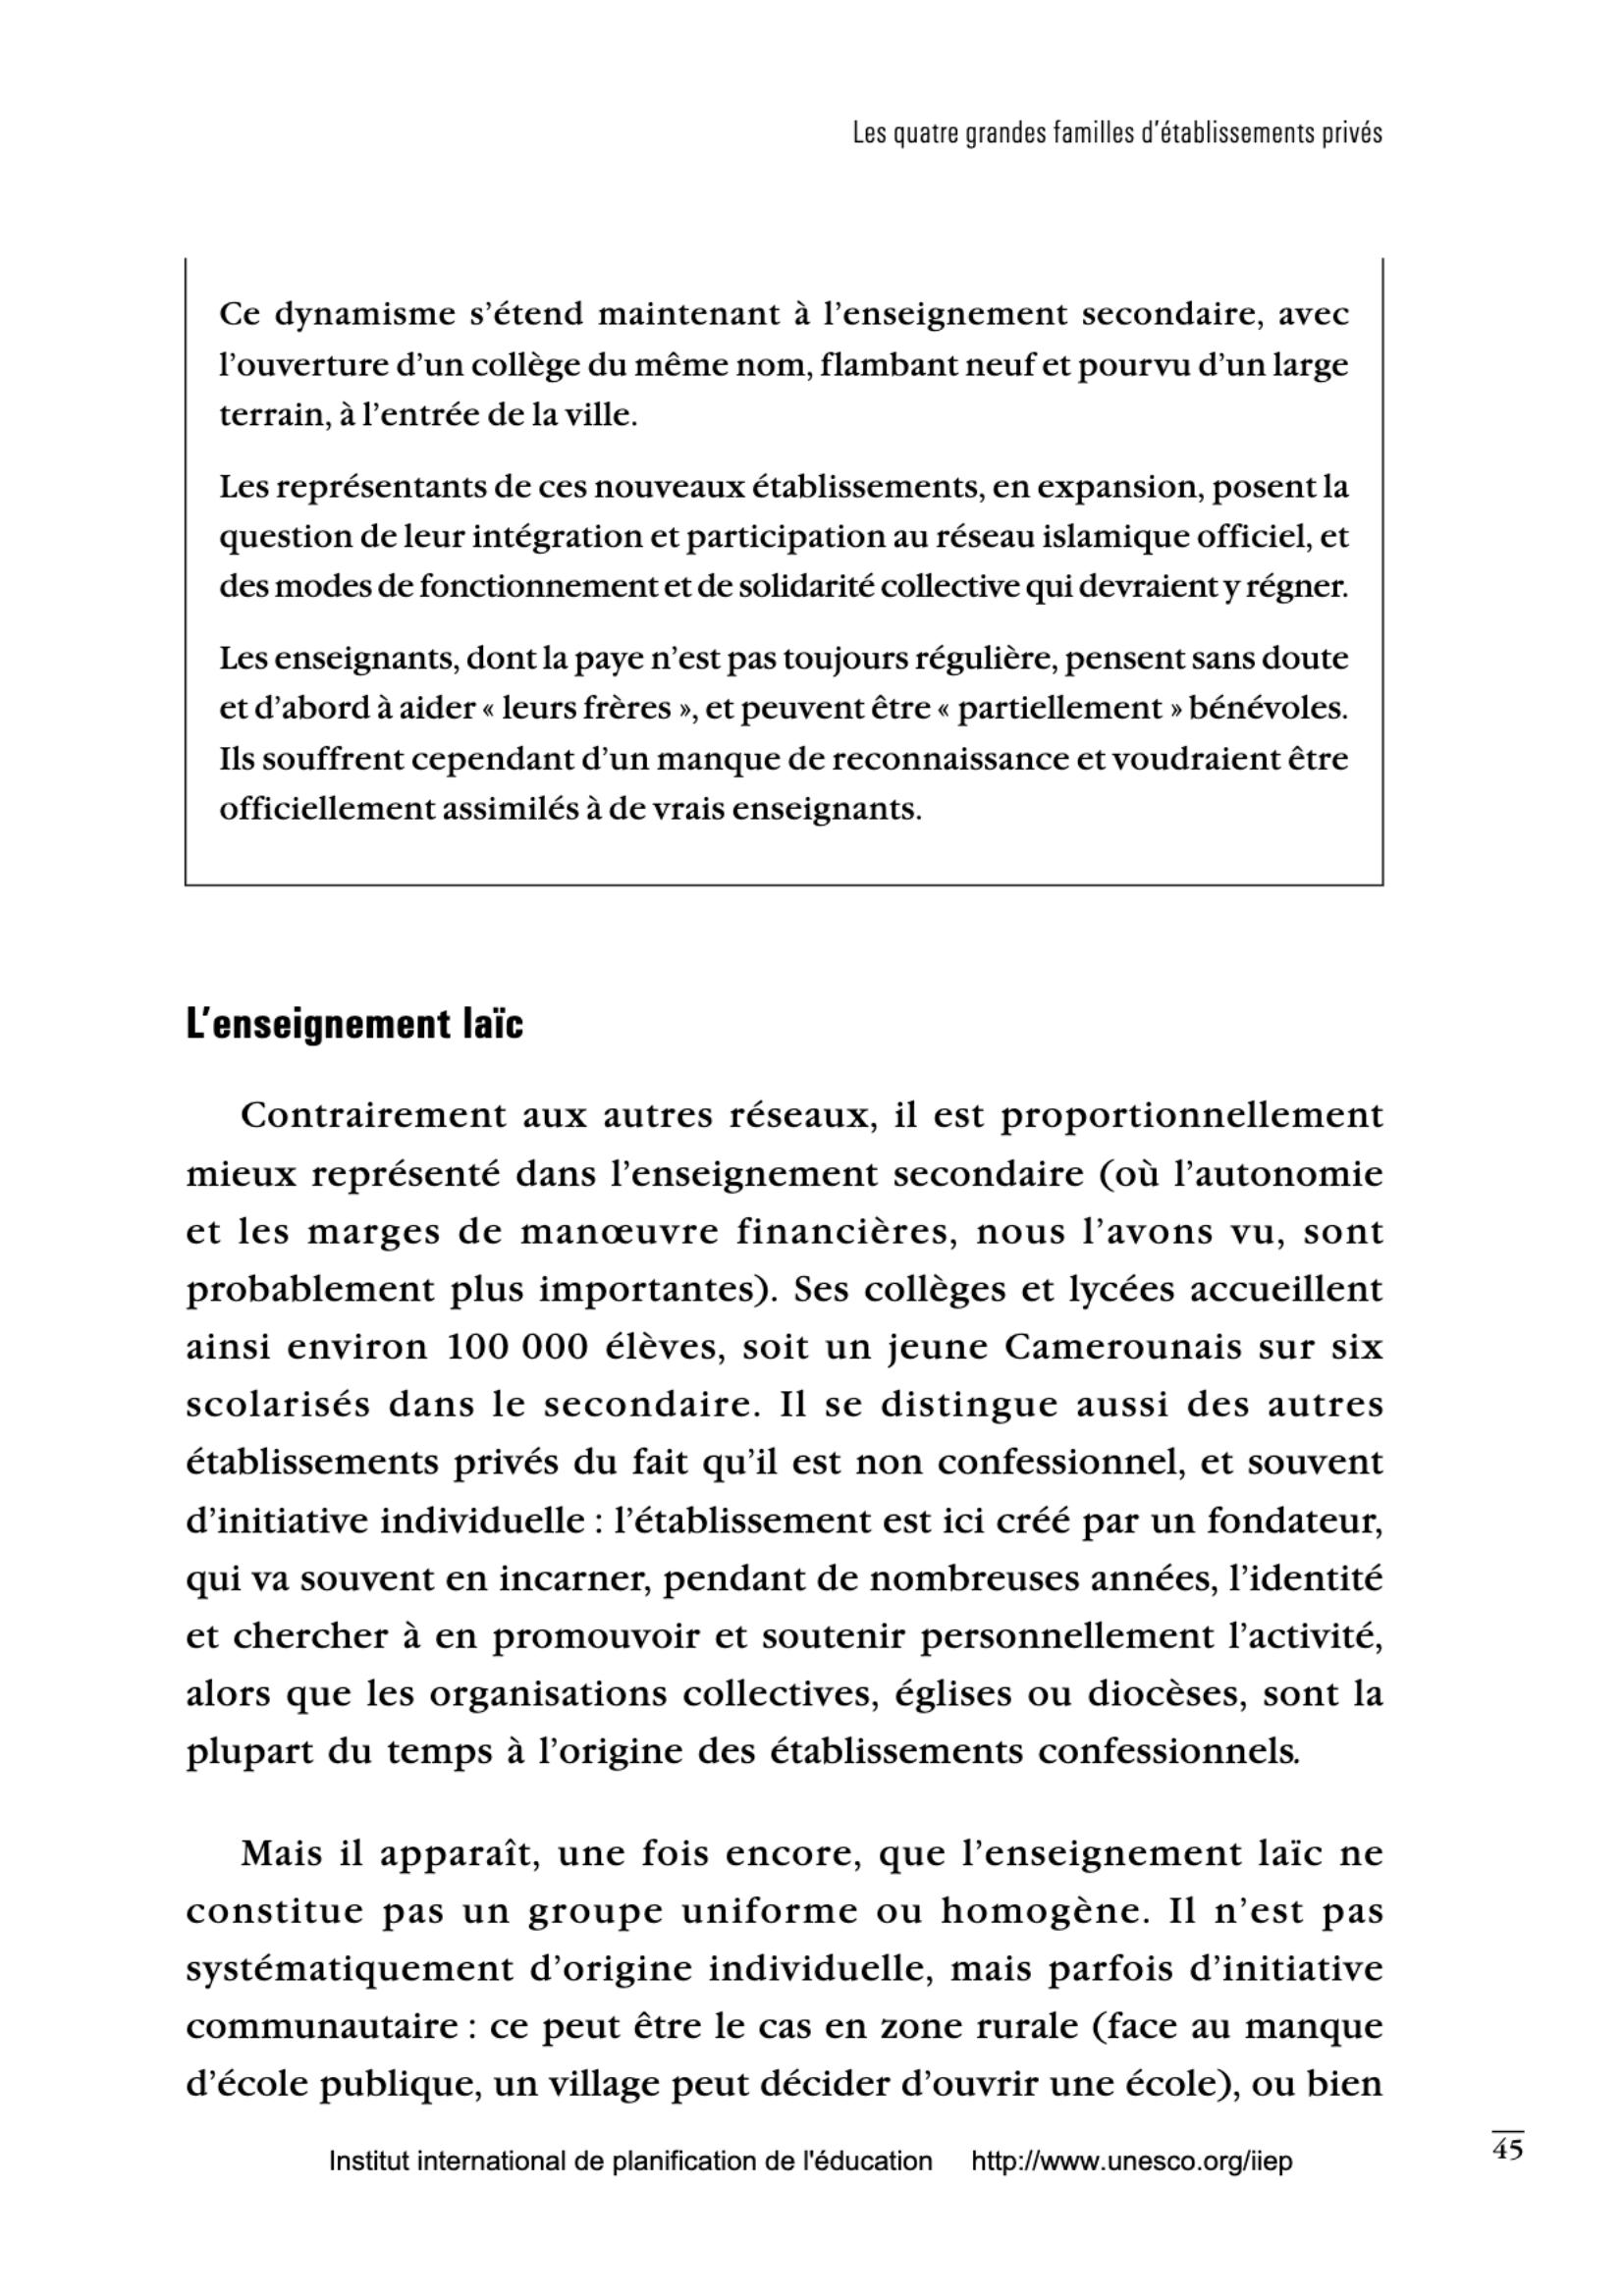 Les quatre grandes familles d’établissements privés
Ce dynamisme s’étend maintenant à l’enseignement secondaire, avec
l’ouverture d’un collège du même nom, flambant neuf et pourvu d’un large
terrain, à l’entrée de la ville.
Les représentants de ces nouveaux établissements, en expansion, posent la
question de leur intégration et participation au réseau islamique officiel, et
des modes de fonctionnement et de solidarité collective qui devraient y régner.
Les enseignants, dont la paye n’est pas toujours régulière, pensent sans doute
et d’abord à aider « leurs frères », et peuvent être « partiellement » bénévoles.
Ils souffrent cependant d’un manque de reconnaissance et voudraient être
officiellement assimilés à de vrais enseignants.
L’enseignement laïc
Contrairement aux autres réseaux, il est proportionnellement
mieux représenté dans l’enseignement secondaire (où l’autonomie
et les marges de manœuvre financières, nous l’avons vu, sont
probablement plus importantes). Ses collèges et lycées accueillent
ainsi environ 100 000 élèves, soit un jeune Camerounais sur six
scolarisés dans le secondaire. Il se distingue aussi des autres
établissements privés du fait qu’il est non confessionnel, et souvent
d’initiative individuelle : l’établissement est ici créé par un fondateur,
qui va souvent en incarner, pendant de nombreuses années, l’identité
et chercher à en promouvoir et soutenir personnellement l’activité,
alors que les organisations collectives, églises ou diocèses, sont la
plupart du temps à l’origine des établissements confessionnels.
Mais il apparaît, une fois encore, que l’enseignement laïc ne
constitue pas un groupe uniforme ou homogène. Il n’est pas
systématiquement d’origine individuelle, mais parfois d’initiative
communautaire : ce peut être le cas en zone rurale (face au manque
d’école publique, un village peut décider d’ouvrir une école), ou bien
45
Institut international de planification de l'éducation http://www.unesco.org/iiep